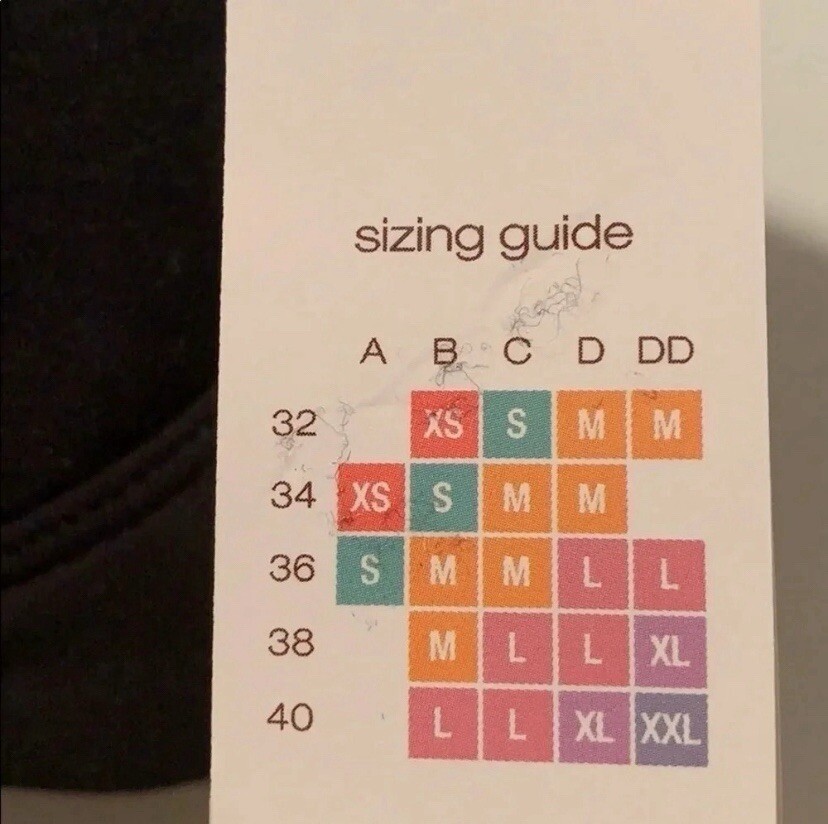 sizing guide
A B C D DD
32 XS S M M
34 XS S M M
36 S M M L L
38 M L L XL
40 L L XL XXL